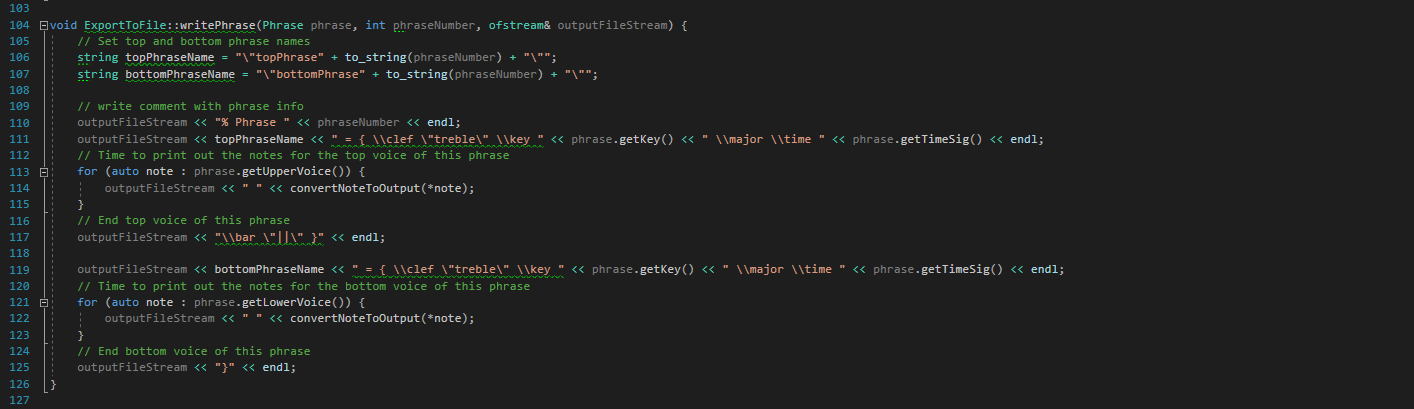 103
104 void ExportToFile::writePhrase(Phrase phrase, int phraseNumber, ofstream& outputFileStream) {
105 // Set top and bottom phrase names
106 string topPhraseName = "\"topPhrase" + to_string(phraseNumber) + "\"";
107 string bottomPhraseName = "\"bottomPhrase" + to_string(phraseNumber) + "\"";
108
109 // write comment with phrase info
110 outputFileStream << "% Phrase " << phraseNumber << endl;
111 outputFileStream << topPhraseName << " = { \\clef \"treble\" \\key " << phrase.getKey() << " \\major \\time " << phrase.getTimeSig() << endl;
112 // Time to print out the notes for the top voice of this phrase
113 for (auto note : phrase.getUpperVoice()) {
114 outputFileStream << " " << convertNoteToOutput(*note);
115 }
116 // End top voice of this phrase
117 outputFileStream << "\\bar \"||\" }" << endl;
118
119 outputFileStream << bottomPhraseName << " = { \\clef \"treble\" \\key " << phrase.getKey() << " \\major \\time " << phrase.getTimeSig() << endl;
120 // Time to print out the notes for the bottom voice of this phrase
121 for (auto note : phrase.getLowerVoice()) {
122 outputFileStream << " " << convertNoteToOutput(*note);
123 }
124 // End bottom voice of this phrase
125 outputFileStream << "}" << endl;
126 }
127